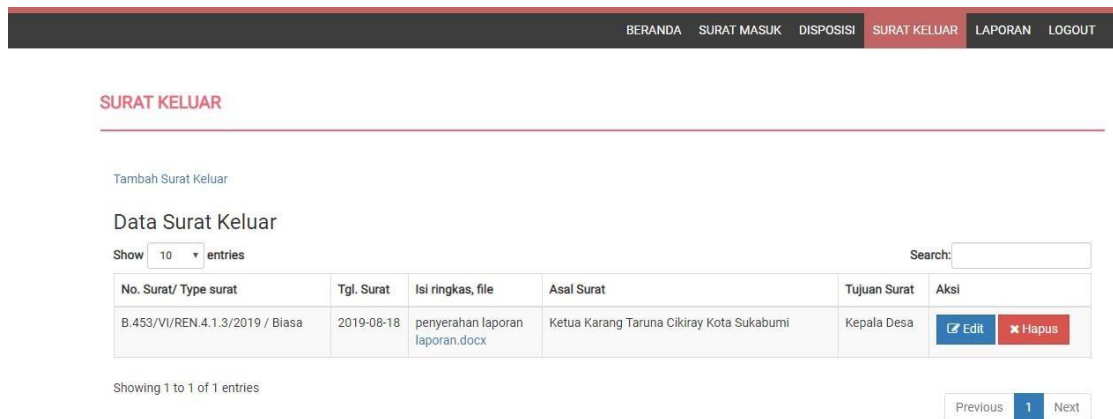 BERANDA SURAT MASUK DISPOSISI SURAT KELUAR LAPORAN LOGOUT
SURAT KELUAR
Tambah Surat Keluar
Data Surat Keluar
Show 10 entries Search:
No. Surat/ Type surat Tgl. Surat Isi ringkas, file Asal Surat Tujuan Surat Aksi
B.453/VI/REN.4.1.3/2019 / Biasa 2019-08-18 penyerahan laporan Ketua Karang Taruna Cikiray Kota Sukabumi Kepala Desa Edit Hapus
laporan.docx
Showing 1 to 1 of 1 entries
Previous 1 Next